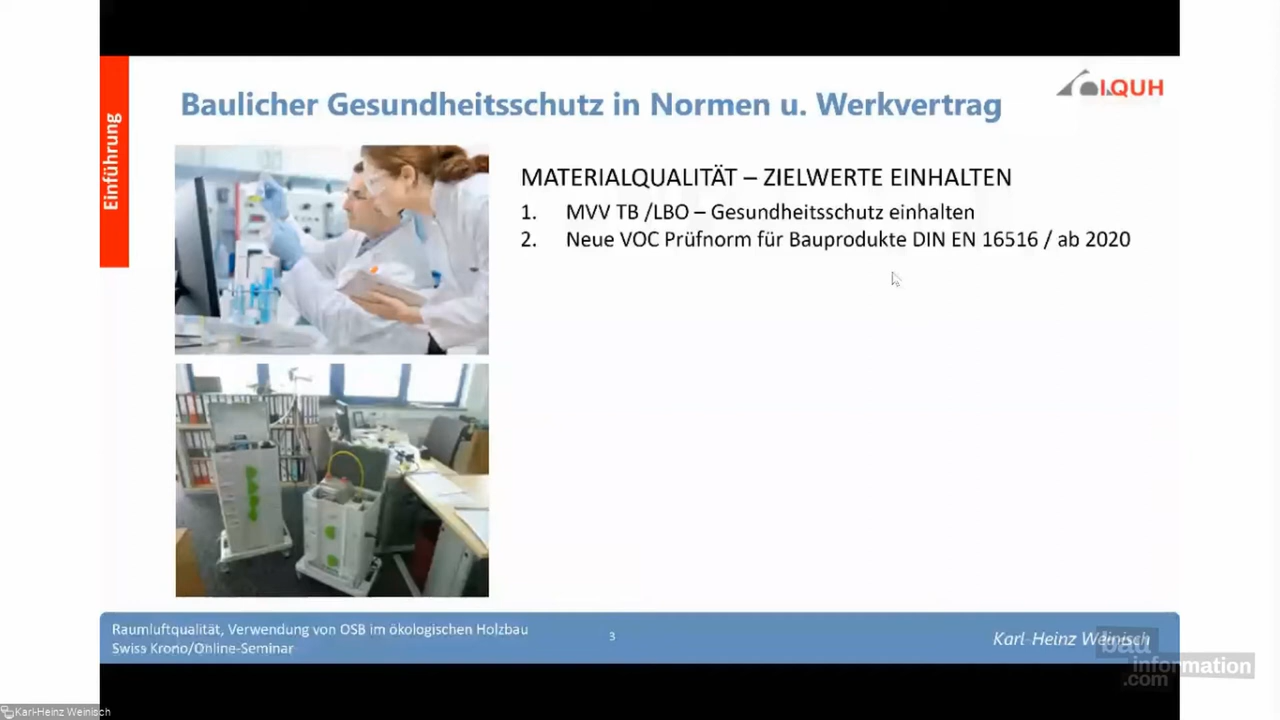 Einführung
Baulicher Gesundheitsschutz in Normen u. Werkvertrag
IQUH
MATERIALQUALITÄT – ZIELWERTE EINHALTEN
1. MVV TB /LBO – Gesundheitsschutz einhalten
2. Neue VOC Prüfnorm für Bauprodukte DIN EN 16516 / ab 2020
Raumluftqualität, Verwendung von OSB im ökologischen Holzbau
Swiss Krono/Online-Seminar
3
Karl-Heinz Weinisch
bau
information
.com
Karl-Heinz Weinisch